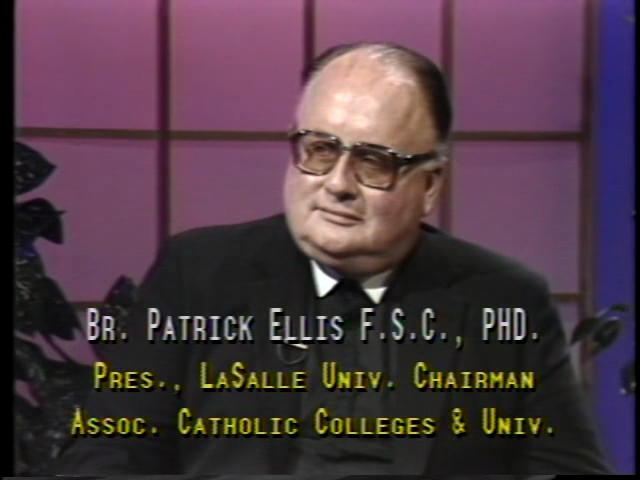 Br. Patrick Ellis F.S.C., PhD.
Pres., LaSalle Univ. Chairman
Assoc. Catholic Colleges & Univ.